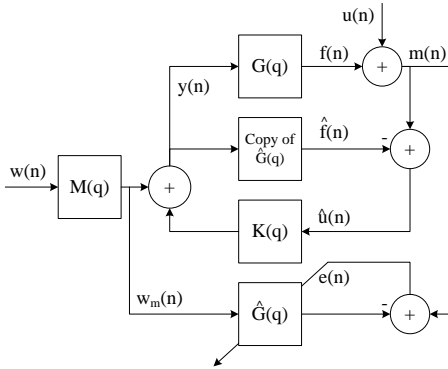 u(n)
G(q)
f(n)
+
m(n)
y(n)
Copy of
Ĝ(q)
f̂(n)
-
+
w(n)
M(q)
+
K(q)
û(n)
e(n)
w_m(n)
Ĝ(q)
-
+